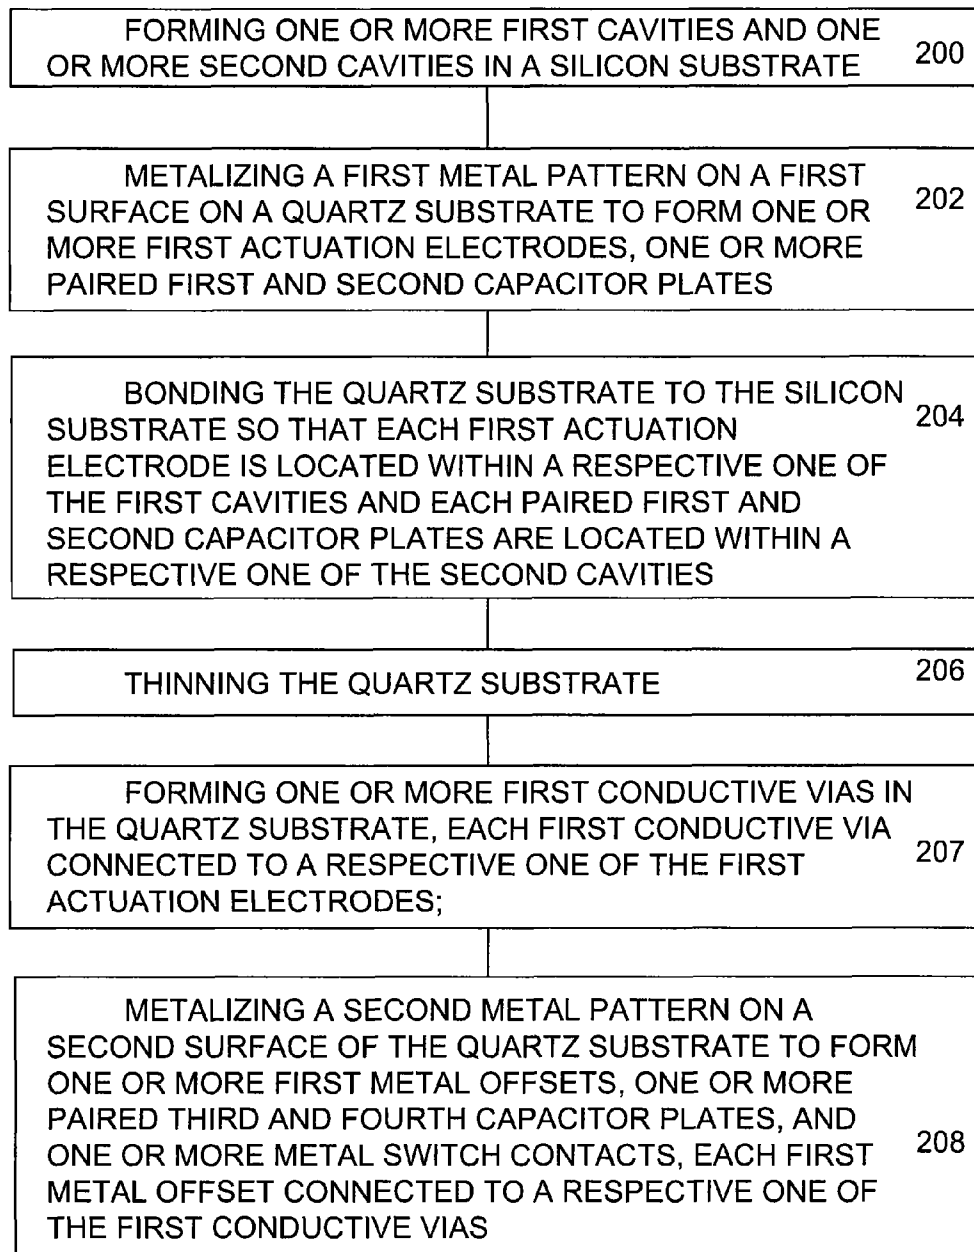 FORMING ONE OR MORE FIRST CAVITIES AND ONE
OR MORE SECOND CAVITIES IN A SILICON SUBSTRATE
200
METALIZING A FIRST METAL PATTERN ON A FIRST
SURFACE ON A QUARTZ SUBSTRATE TO FORM ONE OR
MORE FIRST ACTUATION ELECTRODES, ONE OR MORE
PAIRED FIRST AND SECOND CAPACITOR PLATES
202
BONDING THE QUARTZ SUBSTRATE TO THE SILICON
SUBSTRATE SO THAT EACH FIRST ACTUATION
ELECTRODE IS LOCATED WITHIN A RESPECTIVE ONE OF
THE FIRST CAVITIES AND EACH PAIRED FIRST AND
SECOND CAPACITOR PLATES ARE LOCATED WITHIN A
RESPECTIVE ONE OF THE SECOND CAVITIES
204
THINNING THE QUARTZ SUBSTRATE
206
FORMING ONE OR MORE FIRST CONDUCTIVE VIAS IN
THE QUARTZ SUBSTRATE, EACH FIRST CONDUCTIVE VIA
CONNECTED TO A RESPECTIVE ONE OF THE FIRST
ACTUATION ELECTRODES;
207
METALIZING A SECOND METAL PATTERN ON A
SECOND SURFACE OF THE QUARTZ SUBSTRATE TO FORM
ONE OR MORE FIRST METAL OFFSETS, ONE OR MORE
PAIRED THIRD AND FOURTH CAPACITOR PLATES, AND
ONE OR MORE METAL SWITCH CONTACTS, EACH FIRST
METAL OFFSET CONNECTED TO A RESPECTIVE ONE OF
THE FIRST CONDUCTIVE VIAS
208